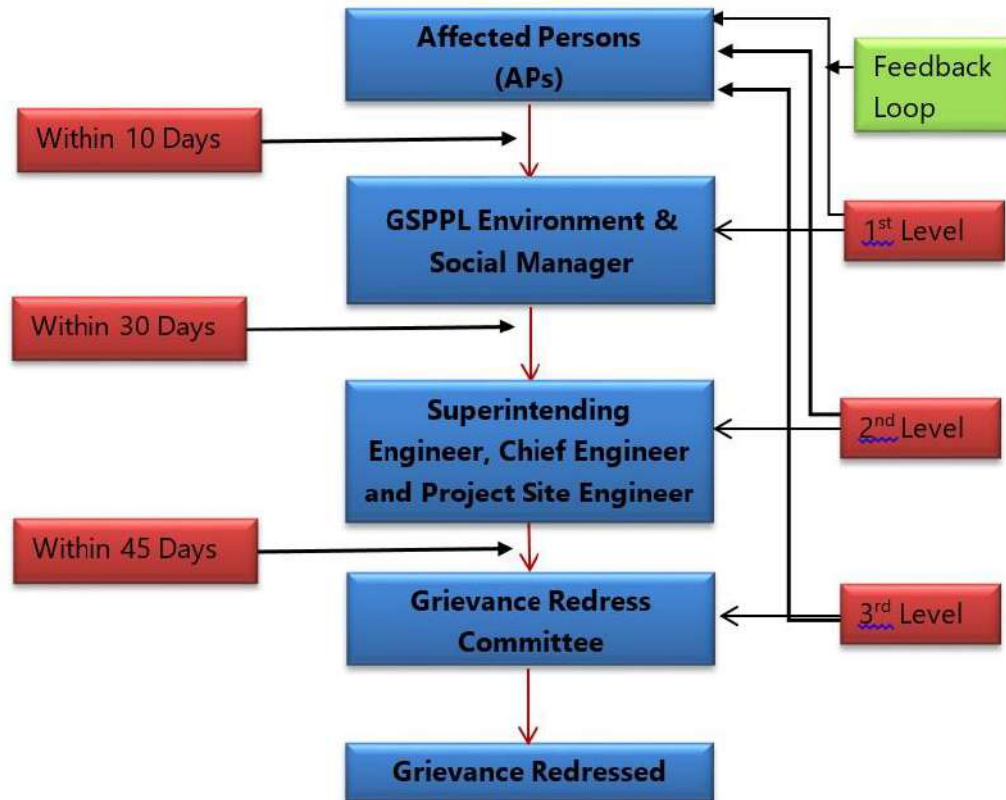 Affected Persons
(APs)
Feedback
Loop
Within 10 Days
GSPPL Environment &
Social Manager
1st Level
Within 30 Days
Superintending
Engineer, Chief Engineer
and Project Site Engineer
2nd Level
Within 45 Days
Grievance Redress
Committee
3rd Level
Grievance Redressed